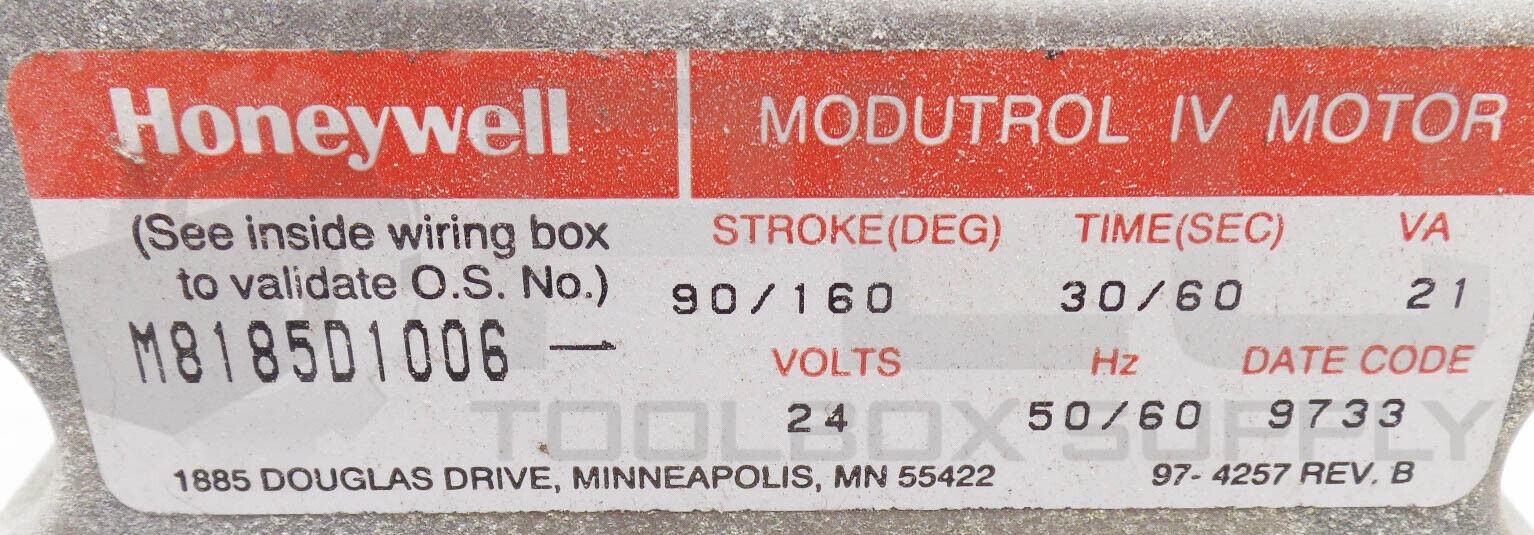 Honeywell
MODUTROL IV MOTOR
(See inside wiring box
to validate O.S. No.)
M8185D1006 —
STROKE(DEG) TIME(SEC) VA
90/160 30/60 21
VOLTS Hz DATE CODE
24 50/60 9733
1885 DOUGLAS DRIVE, MINNEAPOLIS, MN 55422
97-4257 REV. B
TOOLBOX SUPPLY